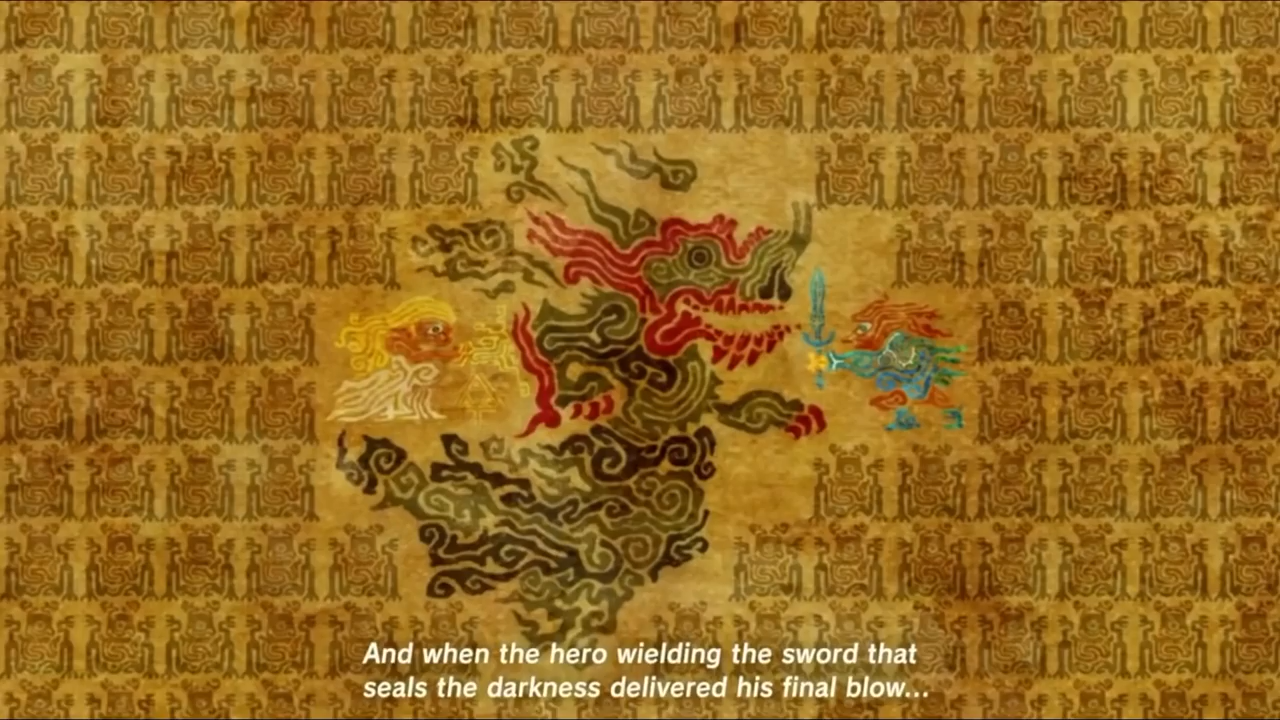 And when the hero wielding the sword that
seals the darkness delivered his final blow...